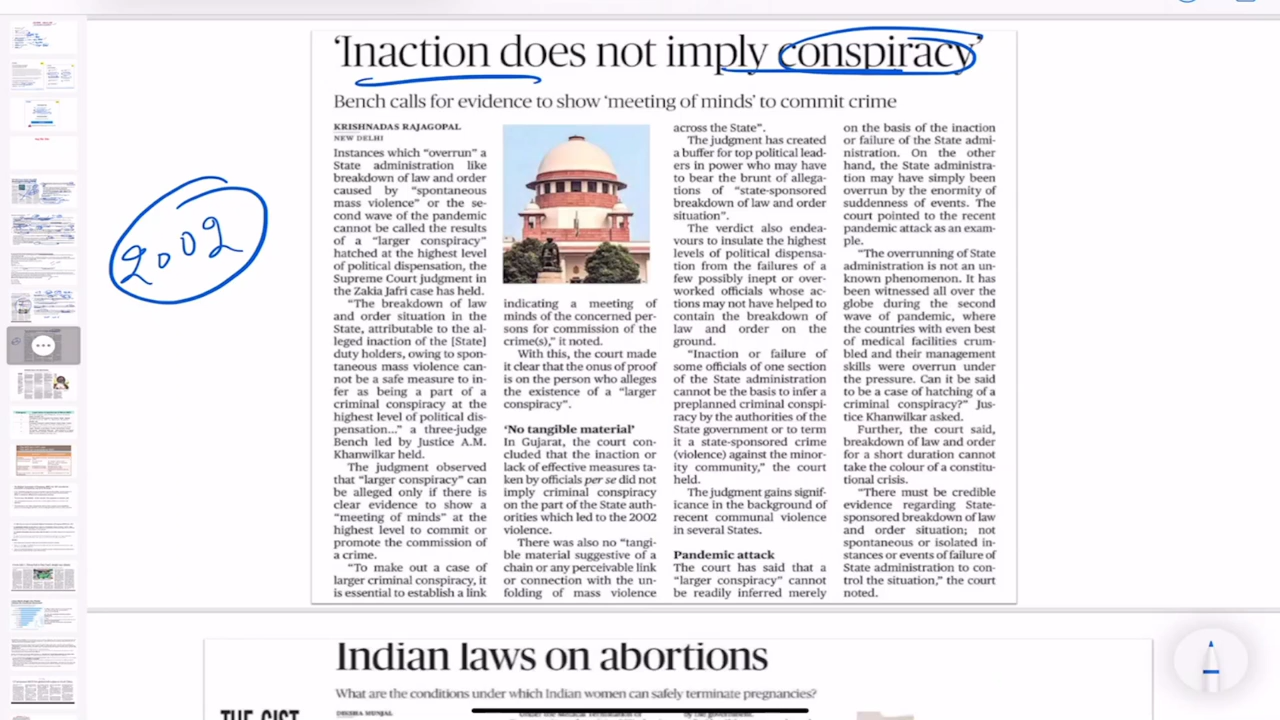 ‘Inaction does not imply conspiracy’
Bench calls for evidence to show ‘meeting of minds’ to commit crime
2002
KRISHNADAS RAJAGOPAL
NEW DELHI
Instances which “overrun” a
State administration like
breakdown of law and order
caused by “spontaneous
mass violence” or the se-
cond wave of the pandemic
cannot be called the results
of a “larger conspiracy”
hatched at the highest level
of political dispensation, the
Supreme Court judgment in
the Zakia Jafri case has held.
“The breakdown of law
and order situation in the
State, attributable to the al-
leged inaction of the [State]
duty holders, owing to spon-
taneous mass violence can-
not be a safe measure to in-
fer as being a part of a
criminal conspiracy at the
highest level of political dis-
pensation...” a three-judge
Bench led by Justice A.M.
Khanwilkar held.
The judgment observed
that “larger conspiracy” can
be alleged only if there is
clear evidence to show a
“meeting of minds” at the
highest level to commit or
promote the commission of
a crime.
“To make out a case of
larger criminal conspiracy, it
is essential to establish a link
indicating a meeting of
minds of the concerned per-
sons for commission of the
crime(s),” it noted.
With this, the court made
it clear that the onus of proof
is on the person who alleges
the existence of a “larger
conspiracy”.
‘No tangible material’
In Gujarat, the court con-
cluded that the inaction or
lack of effective measures ta-
ken by officials per se did not
imply criminal conspiracy
on the part of the State auth-
orities which led to the 2002
violence.
There was also no “tangi-
ble material suggestive of a
chain or any perceivable link
or connection with the un-
folding of mass violence
across the State”.
The judgment has created
a buffer for top political lead-
ers in power who may have
to bear the brunt of allega-
tions of “state-sponsored
breakdown of law and order
situation”.
The verdict also endea-
vours to insulate the highest
levels of political dispensa-
tion from the failures of a
few possibly inept or over-
worked officials whose ac-
tions may not have helped to
contain the breakdown of
law and order on the
ground.
“Inaction or failure of
some officials of one section
of the State administration
cannot be the basis to infer a
preplanned criminal conspi-
racy by the authorities of the
State government or to term
it a state-sponsored crime
(violence) against the minor-
ity community,” the court
held.
The judgment gains signif-
icance in the background of
recent communal violence
in several States.
Pandemic attack
The court has said that a
“larger conspiracy” cannot
be readily inferred merely
on the basis of the inaction
or failure of the State admi-
nistration. On the other
hand, the State administra-
tion may have simply been
overrun by the enormity of
suddenness of events. The
court pointed to the recent
pandemic attack as an exam-
ple.
“The overrunning of State
administration is not an un-
known phenomenon. It has
been witnessed all over the
globe during the second
wave of pandemic, where
the countries with even best
of medical facilities crum-
bled and their management
skills were overrun under
the pressure. Can it be said
to be a case of hatching of a
criminal conspiracy?” Jus-
tice Khanwilkar asked.
Further, the court said,
breakdown of law and order
for a short duration cannot
take the colour of a constitu-
tional crisis.
“There must be credible
evidence regarding State-
sponsored breakdown of law
and order situation; not
spontaneous or isolated in-
stances or events of failure of
State administration to con-
trol the situation,” the court
noted.
Indian laws on abortions
What are the conditions under which Indian women can safely terminate pregnancies?
THE GIST
DIKSHA MUNJAL